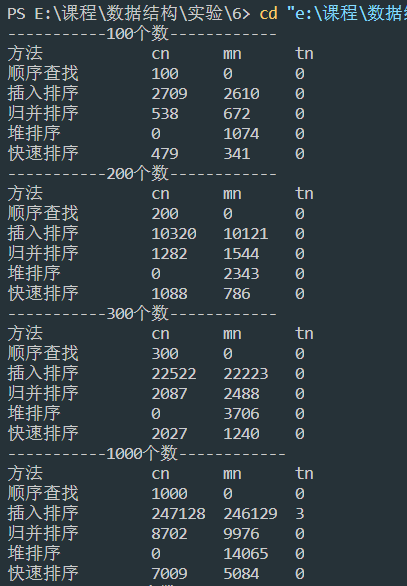 PS E:\课程\数据结构\实验\6> cd "e:\课程\数据
-----------100个数------------
方法 cn mn tn
顺序查找 100 0 0
插入排序 2709 2610 0
归并排序 538 672 0
堆排序 0 1074 0
快速排序 479 341 0
-----------200个数------------
方法 cn mn tn
顺序查找 200 0 0
插入排序 10320 10121 0
归并排序 1282 1544 0
堆排序 0 2343 0
快速排序 1088 786 0
-----------300个数------------
方法 cn mn tn
顺序查找 300 0 0
插入排序 22522 22223 0
归并排序 2087 2488 0
堆排序 0 3706 0
快速排序 2027 1240 0
-----------1000个数------------
方法 cn mn tn
顺序查找 1000 0 0
插入排序 247128 246129 3
归并排序 8702 9976 0
堆排序 0 14065 0
快速排序 7009 5084 0